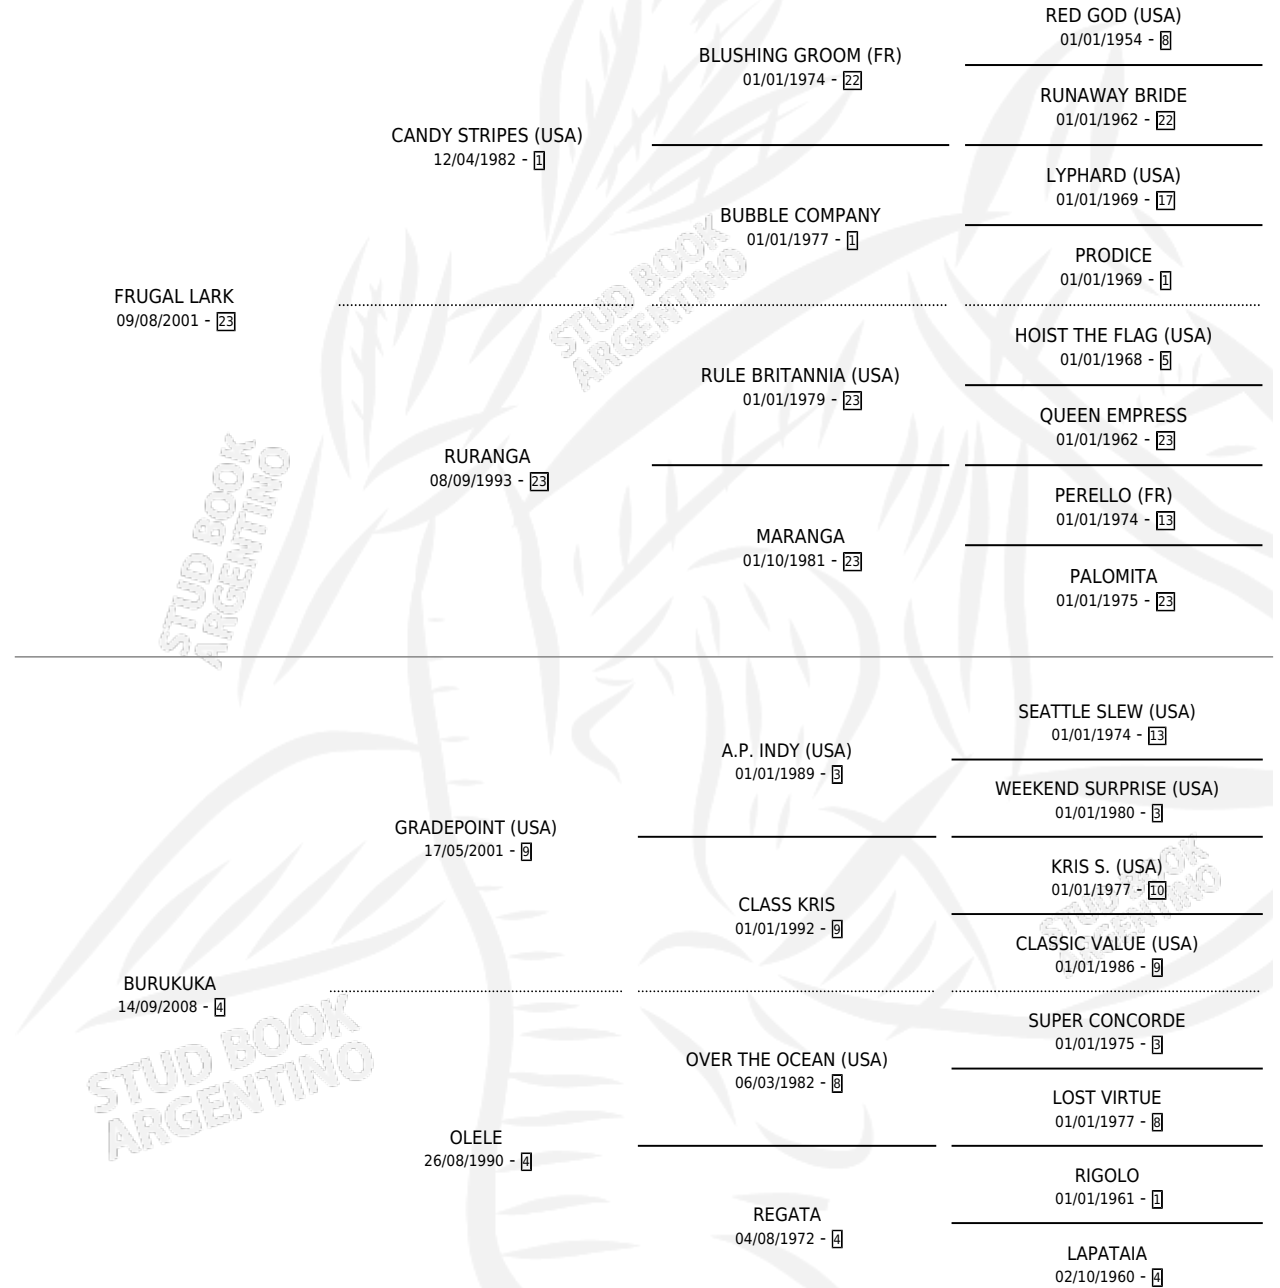 RED GOD (USA)
01/01/1954 - 8
BLUSHING GROOM (FR)
01/01/1974 - 22
RUNAWAY BRIDE
01/01/1962 - 22
CANDY STRIPES (USA)
12/04/1982 - 1
LYPHARD (USA)
01/01/1969 - 17
BUBBLE COMPANY
01/01/1977 - 1
PRODICE
01/01/1969 - 1
FRUGAL LARK
09/08/2001 - 23
STUD BOOK
ARGENTINO
HOIST THE FLAG (USA)
01/01/1968 - 5
RULE BRITANNIA (USA)
01/01/1979 - 23
QUEEN EMPRESS
01/01/1962 - 23
RURANGA
08/09/1993 - 23
PERELLO (FR)
01/01/1974 - 13
MARANGA
01/10/1981 - 23
PALOMITA
01/01/1975 - 23
STUD BOOK
ARGENTINO
SEATTLE SLEW (USA)
01/01/1974 - 13
A.P. INDY (USA)
01/01/1989 - 3
WEEKEND SURPRISE (USA)
01/01/1980 - 3
GRADEPOINT (USA)
17/05/2001 - 9
KRIS S. (USA)
01/01/1977 - 10
CLASS KRIS
01/01/1992 - 9
CLASSIC VALUE (USA)
01/01/1986 - 9
STUD BOOK
ARGENTINO
BURUKUKA
14/09/2008 - 4
SUPER CONCORDE
01/01/1975 - 3
OVER THE OCEAN (USA)
06/03/1982 - 8
LOST VIRTUE
01/01/1977 - 8
STUD BOOK
ARGENTINO
OLELE
26/08/1990 - 4
RIGOLO
01/01/1961 - 1
REGATA
04/08/1972 - 4
LAPATAIA
02/10/1960 - 4